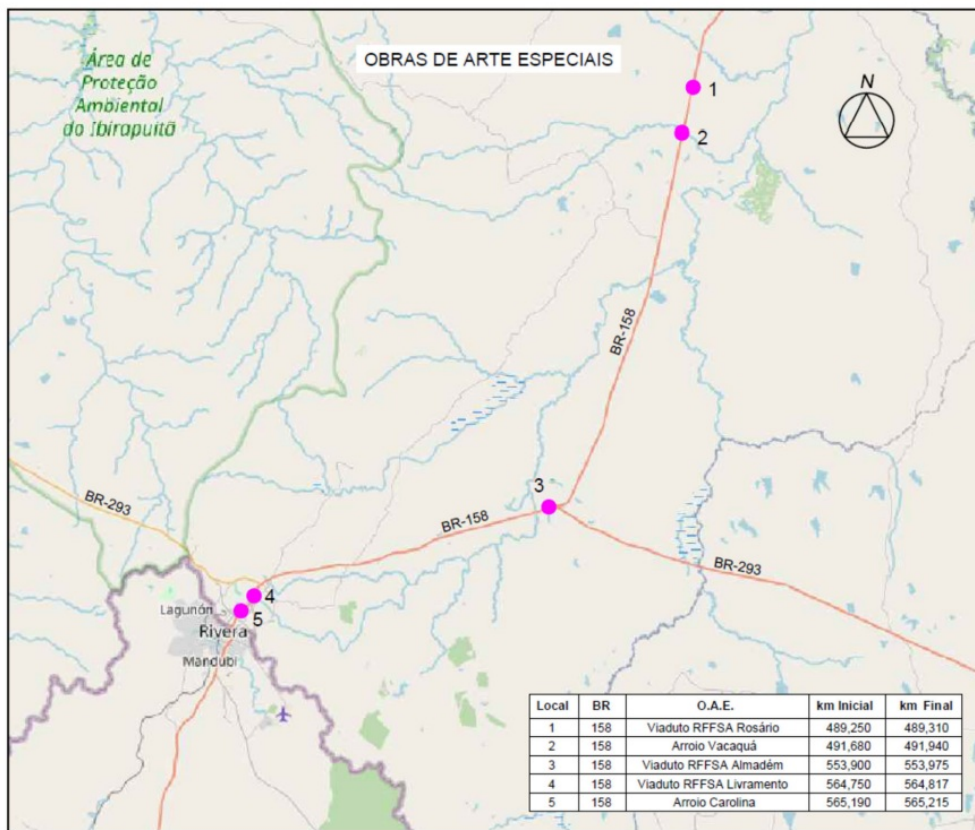 OBRAS DE ARTE ESPECIAIS
Área de
Proteção
Ambiental
do Ibirapuitã
N
1
2
BR-158
3
BR-293
BR-158
BR-293
4
Lagunón
5
Rivera
Mandubi
Local BR O.A.E. km Inicial km Final
1 158 Viaduto RFFSA Rosário 489,250 489,310
2 158 Arroio Vacaquá 491,680 491,940
3 158 Viaduto RFFSA Almadém 553,900 553,975
4 158 Viaduto RFFSA Livramento 564,750 564,817
5 158 Arroio Carolina 565,190 565,215